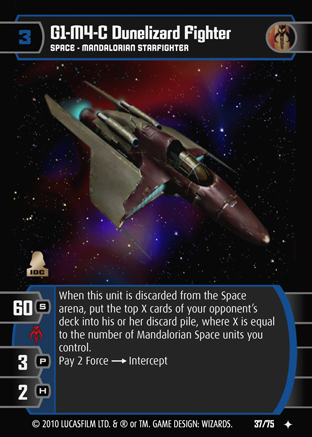 3
G1-M4-C Dunelizard Fighter
SPACE - MANDALORIAN STARFIGHTER
IDC
60 S
When this unit is discarded from the Space
arena, put the top X cards of your opponent's
deck into his or her discard pile, where X is equal
to the number of Mandalorian Space units you
control.
3 P
Pay 2 Force → Intercept
2 H
© 2010 LUCASFILM LTD. & ® or TM. GAME DESIGN: WIZARDS. 37/75